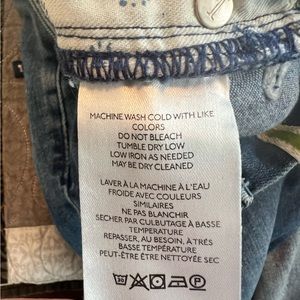 MACHINE WASH COLD WITH LIKE
COLORS
DO NOT BLEACH
TUMBLE DRY LOW
LOW IRON AS NEEDED
MAY BE DRY CLEANED
LAVER À LA MACHINE À L'EAU
FROIDE AVEC COULEURS
SIMILAIRES
NE PAS BLANCHIR
SECHER PAR CULBUTAGE À BASSE
TEMPERATURE
REPASSER, AU BESOIN, À TRÈS
BASSE TEMPÉRATURE
PEUT-ÊTRE ÊTRE NETTOYÉE SEC